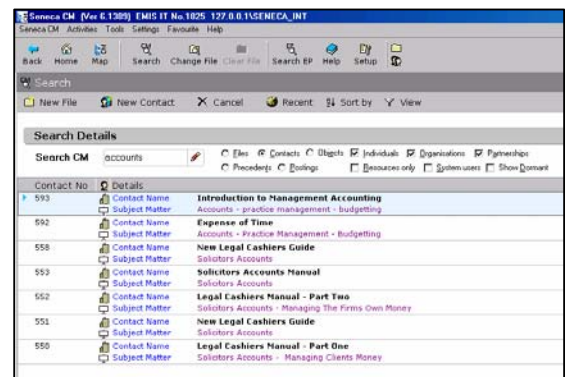 Seneca CM (Ver 6.1389) EMIS IT No.1025 127.0.0.1\SENECA_INT
Seneca CM Activities Tools Settings Favourite Help
Back Home Map Search Change File Clear File Search EP Help Setup
Search
New File New Contact Cancel Recent Sort by View
Search Details
Search CM accounts Files Contacts Objects Individuals Organisations Partnerships
Precedents Postings Resources only System users Show Dormant
Contact No Details
593 Contact Name Introduction to Management Accounting
Subject Matter Accounts - practice management - budgetting
592 Contact Name Expense of Time
Subject Matter Accounts - Practice Management - Budgetting
558 Contact Name New Legal Cashiers Guide
Subject Matter Solicitors Accounts
553 Contact Name Solicitors Accounts Manual
Subject Matter Solicitors Accounts
552 Contact Name Legal Cashiers Manual - Part Two
Subject Matter Solicitors Accounts - Managing The Firms Own Money
551 Contact Name New Legal Cashiers Guide
Subject Matter Solicitors Accounts
550 Contact Name Legal Cashiers Manual - Part One
Subject Matter Solicitors Accounts - Managing Clients Money